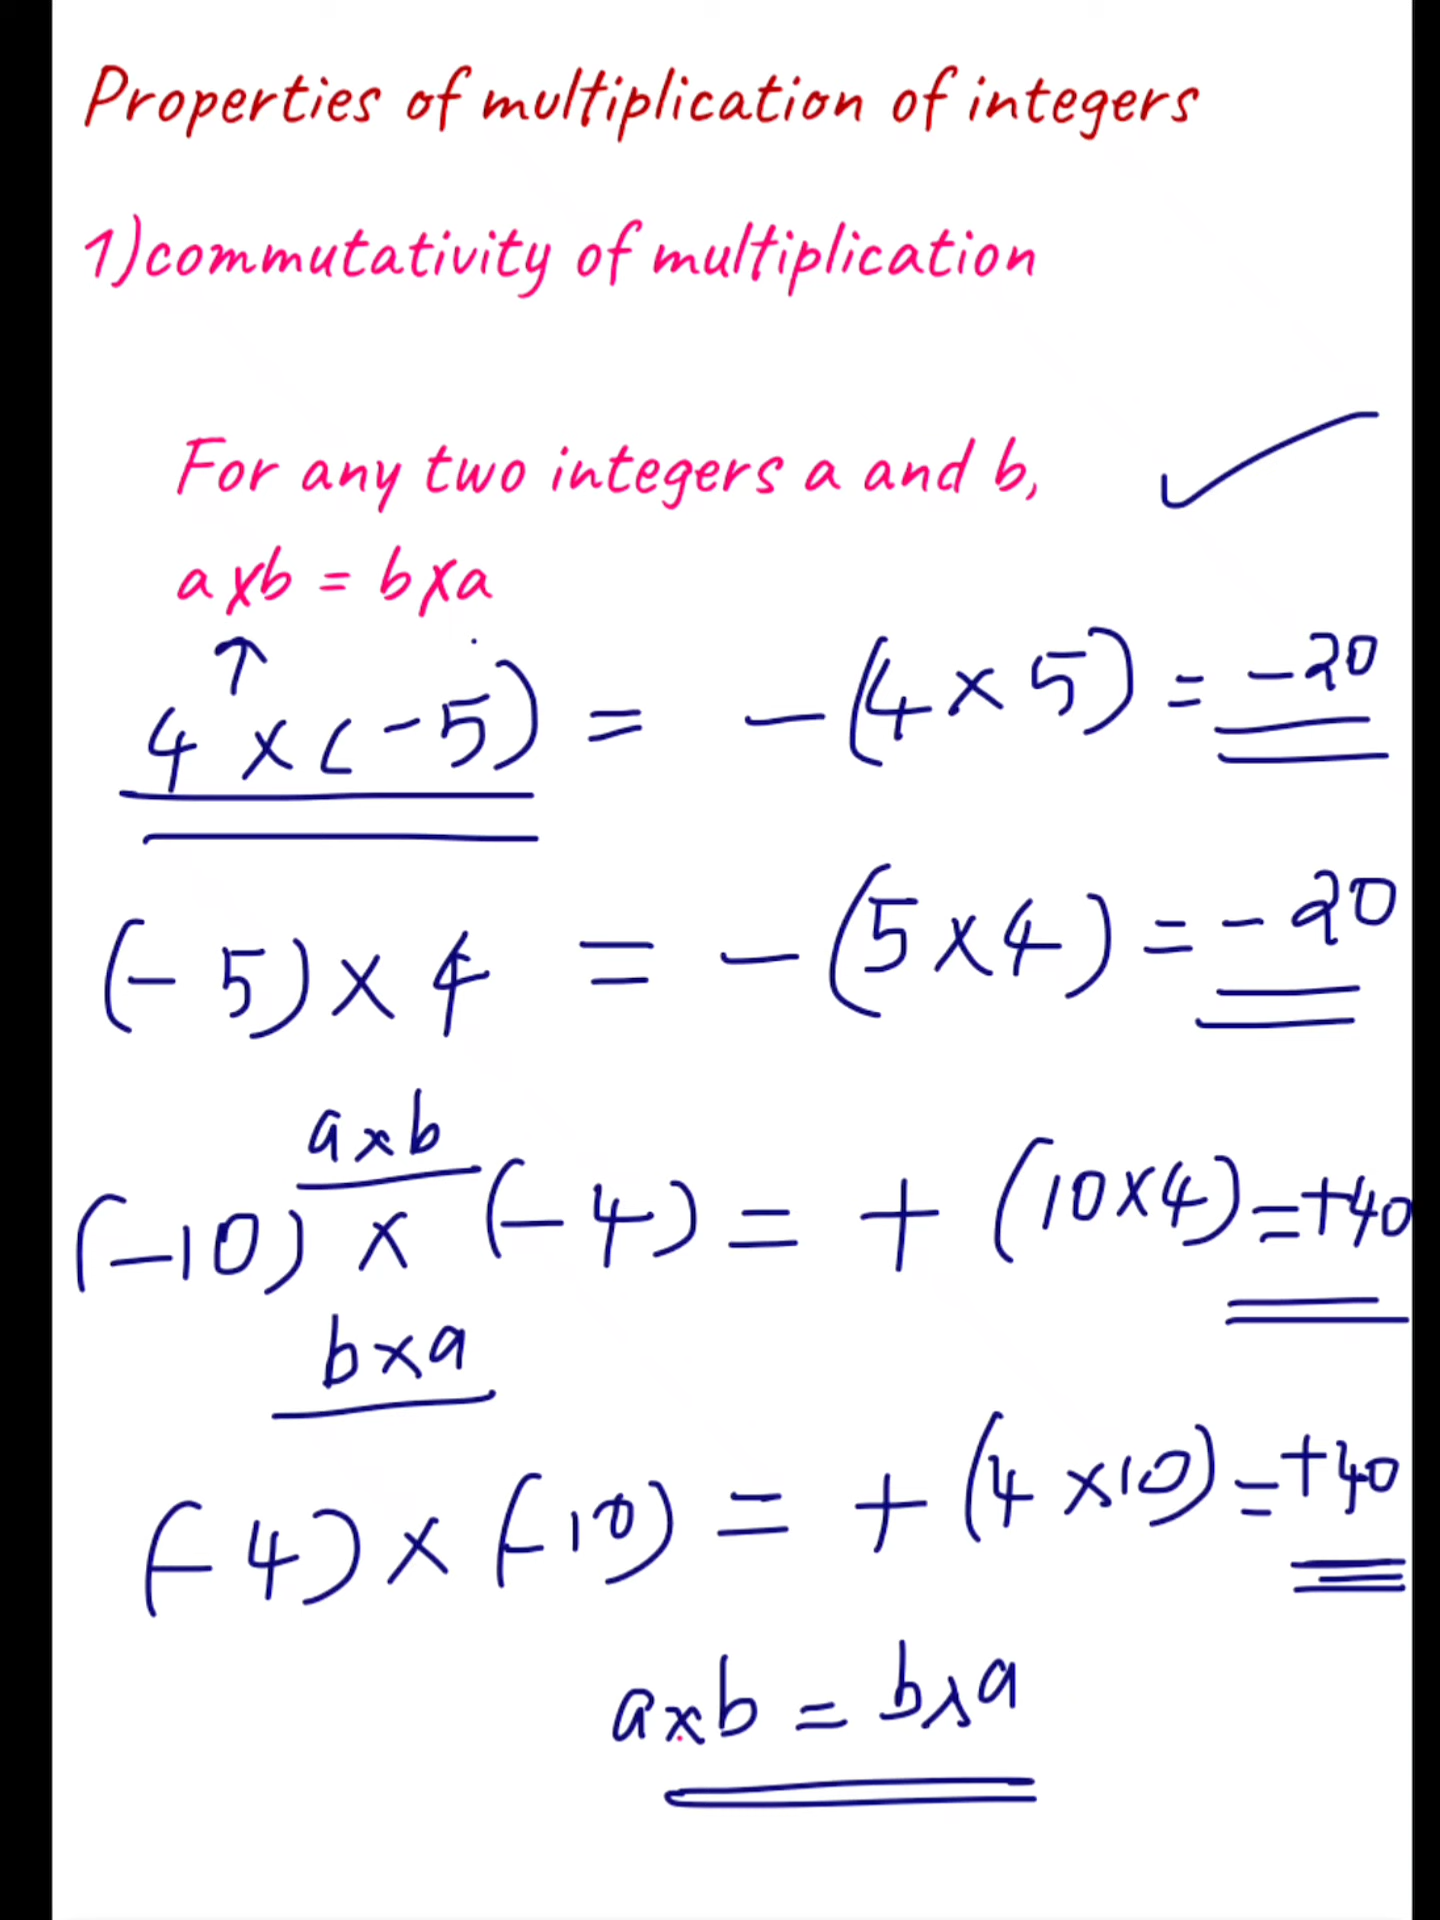 Properties of multiplication of integers
1)commutativity of multiplication
For any two integers a and b,
a x b = b x a
4 × (-5) = -(4 × 5) = -20
(-5) × 4 = -(5 × 4) = -20
a × b
(-10) × (-4) = + (10 × 4) = +40
b × a
(-4) × (-10) = + (4 × 10) = +40
a × b = b × a